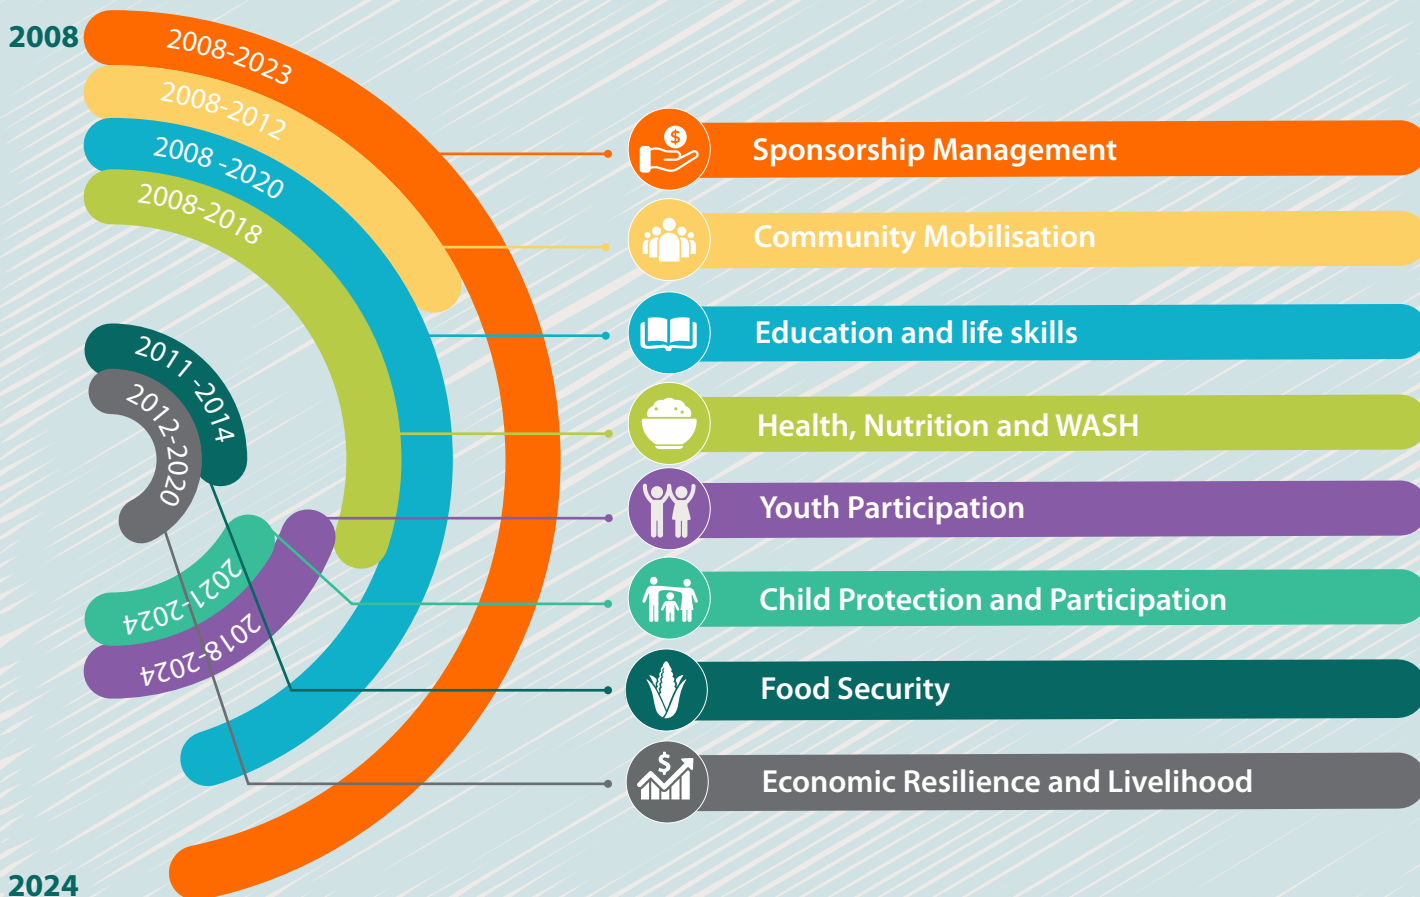 2008
2008-2023
2008-2012
2008 -2020
2008-2018
2011 -2014
2012-2020
2021-2024
2018-2024
2024
$
Sponsorship Management
Community Mobilisation
Education and life skills
Health, Nutrition and WASH
Youth Participation
Child Protection and Participation
Food Security
$
Economic Resilience and Livelihood